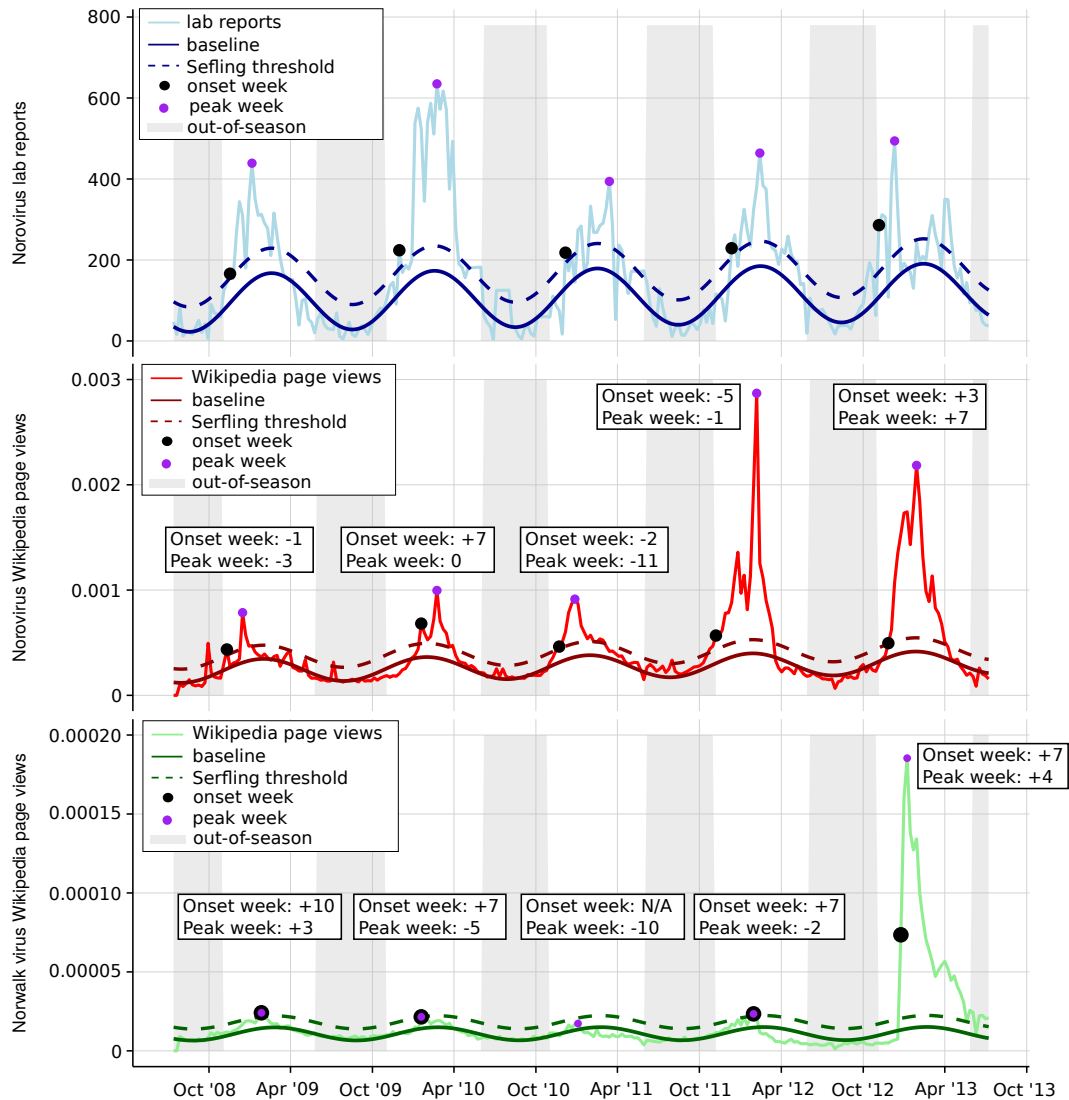 Norovirus lab reports
800
600
400
200
0
lab reports
baseline
Sefling threshold
onset week
peak week
out-of-season
Norovirus Wikipedia page views
0.003
0.002
0.001
0
Wikipedia page views
baseline
Serfling threshold
onset week
peak week
out-of-season
Onset week: -1
Peak week: -3
Onset week: +7
Peak week: 0
Onset week: -2
Peak week: -11
Onset week: -5
Peak week: -1
Onset week: +3
Peak week: +7
Norwalk virus Wikipedia page views
0.00020
0.00015
0.00010
0.00005
0
Wikipedia page views
baseline
Serfling threshold
onset week
peak week
out-of-season
Onset week: +10
Peak week: +3
Onset week: +7
Peak week: -5
Onset week: N/A
Peak week: -10
Onset week: +7
Peak week: -2
Onset week: +7
Peak week: +4
Oct '08 Apr '09 Oct '09 Apr '10 Oct '10 Apr '11 Oct '11 Apr '12 Oct '12 Apr '13 Oct '13